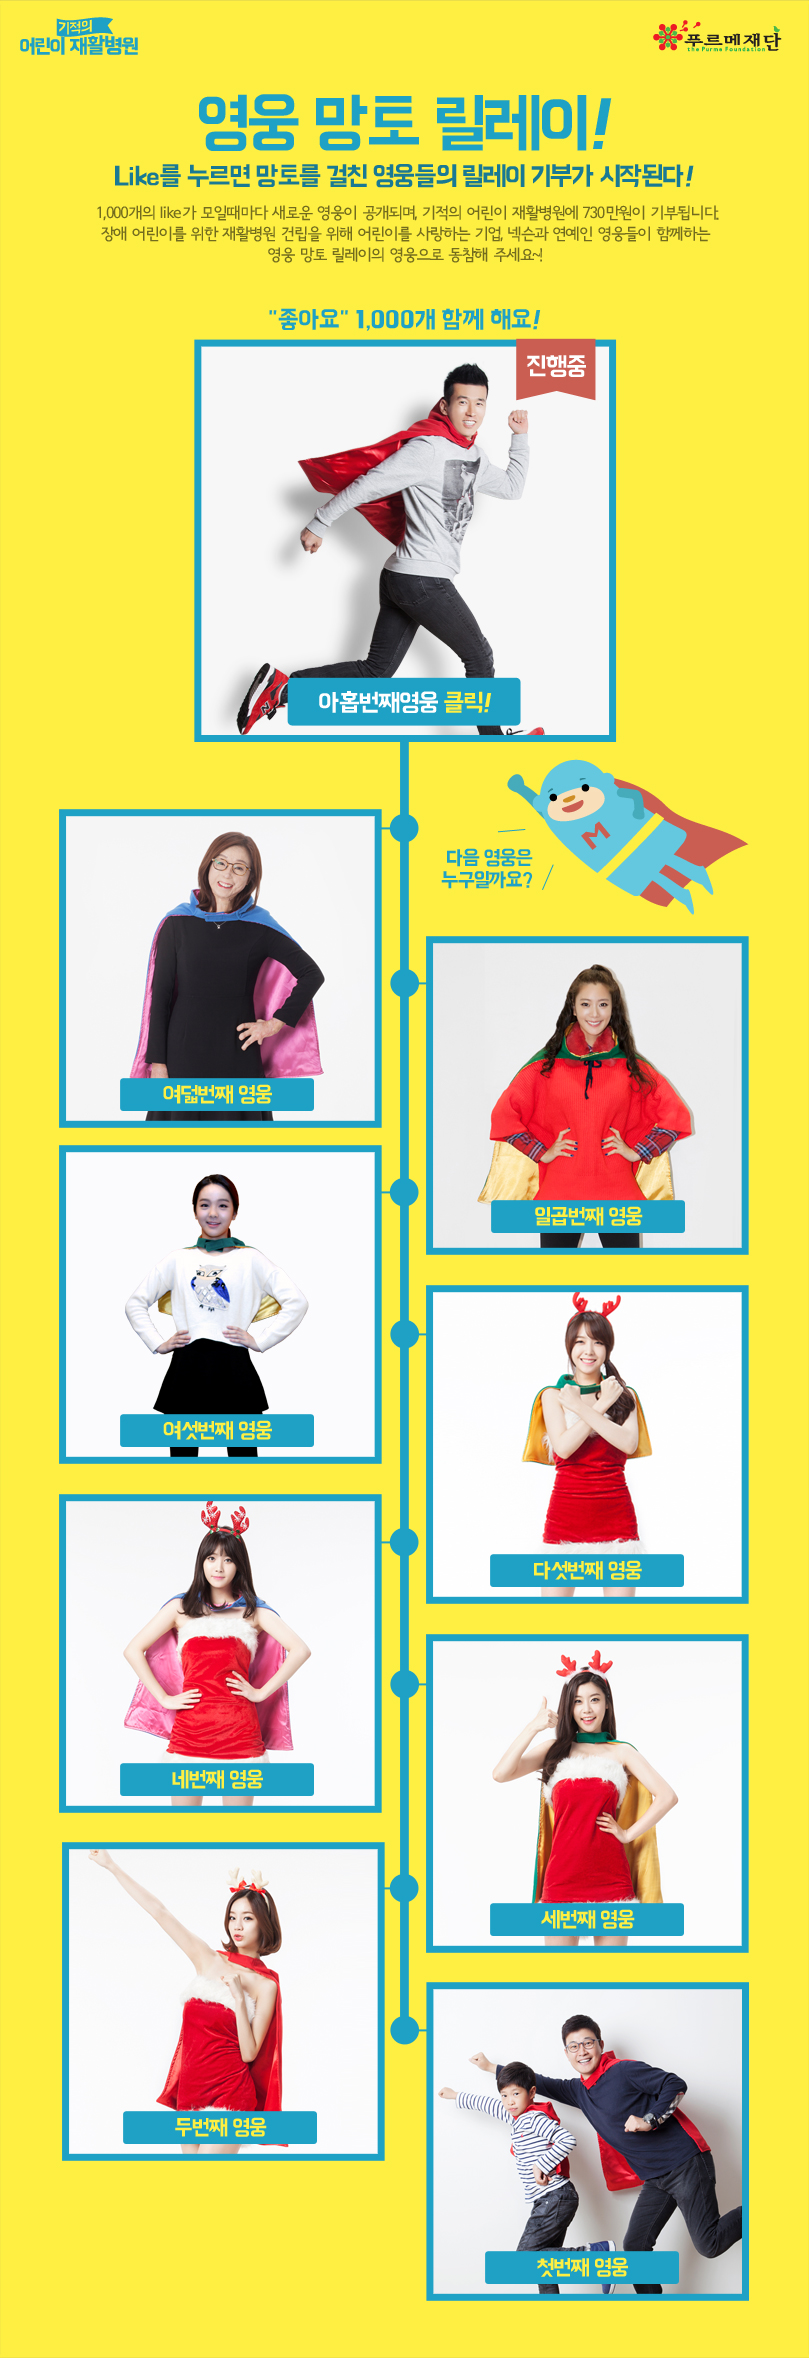 기적의
어린이 재활병원
푸르메재단
the Purme Foundation
영웅 망토 릴레이!
Like를 누르면 망토를 걸친 영웅들의 릴레이 기부가 시작된다!
1,000개의 like가 모일때마다 새로운 영웅이 공개되며, 기적의 어린이 재활병원에 730만원이 기부됩니다.
장애 어린이를 위한 재활병원 건립을 위해 어린이를 사랑하는 기업, 넥슨과 연예인 영웅들이 함께하는
영웅 망토 릴레이의 영웅으로 동참해 주세요~!
"좋아요" 1,000개 함께 해요!
진행중
아홉번째영웅 클릭!
M
다음 영웅은
누구일까요?
여덟번째 영웅
일곱번째 영웅
여섯번째 영웅
다섯번째 영웅
네번째 영웅
세번째 영웅
두번째 영웅
첫번째 영웅